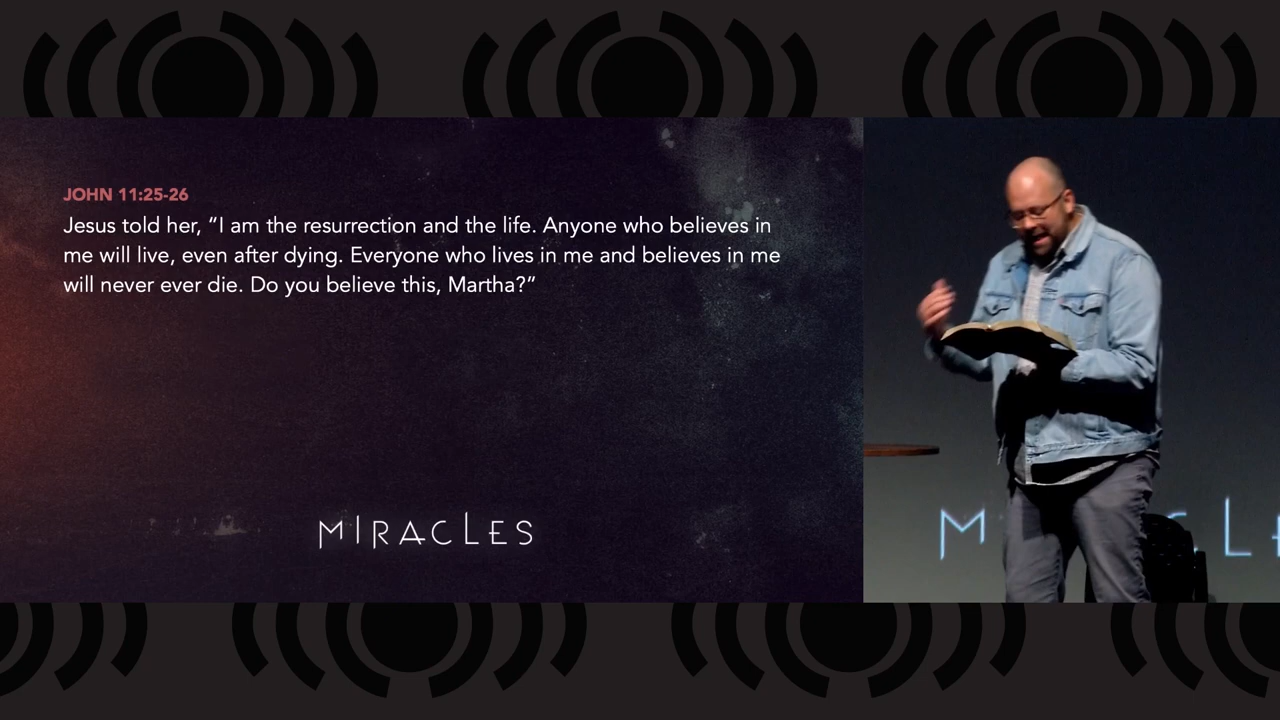 JOHN 11:25-26
Jesus told her, “I am the resurrection and the life. Anyone who believes in
me will live, even after dying. Everyone who lives in me and believes in me
will never ever die. Do you believe this, Martha?”
MIRACLES